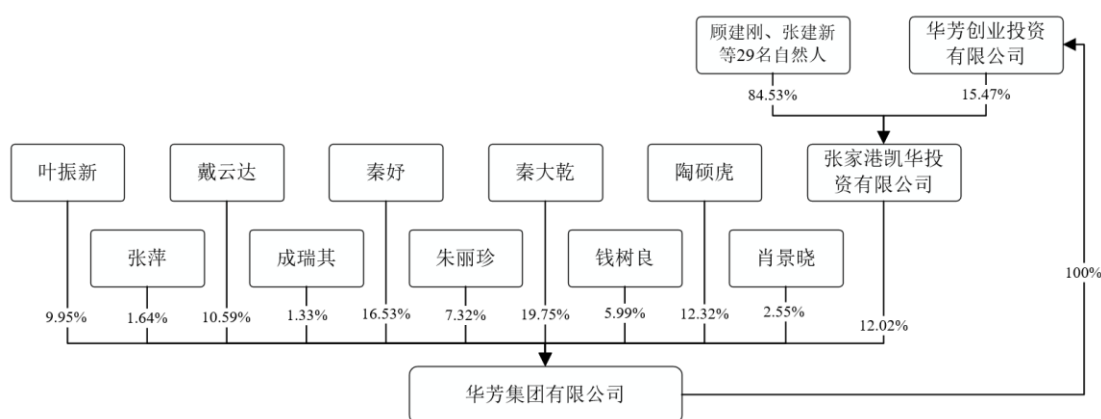 顾建刚、张建新
等29名自然人
华芳创业投资
有限公司
84.53%
15.47%
叶振新
戴云达
秦妤
秦大乾
陶硕虎
张家港凯华投
资有限公司
张萍
成瑞其
朱丽珍
钱树良
肖景晓
100%
9.95%
1.64%
10.59%
1.33%
16.53%
7.32%
19.75%
5.99%
12.32%
2.55%
12.02%
华芳集团有限公司